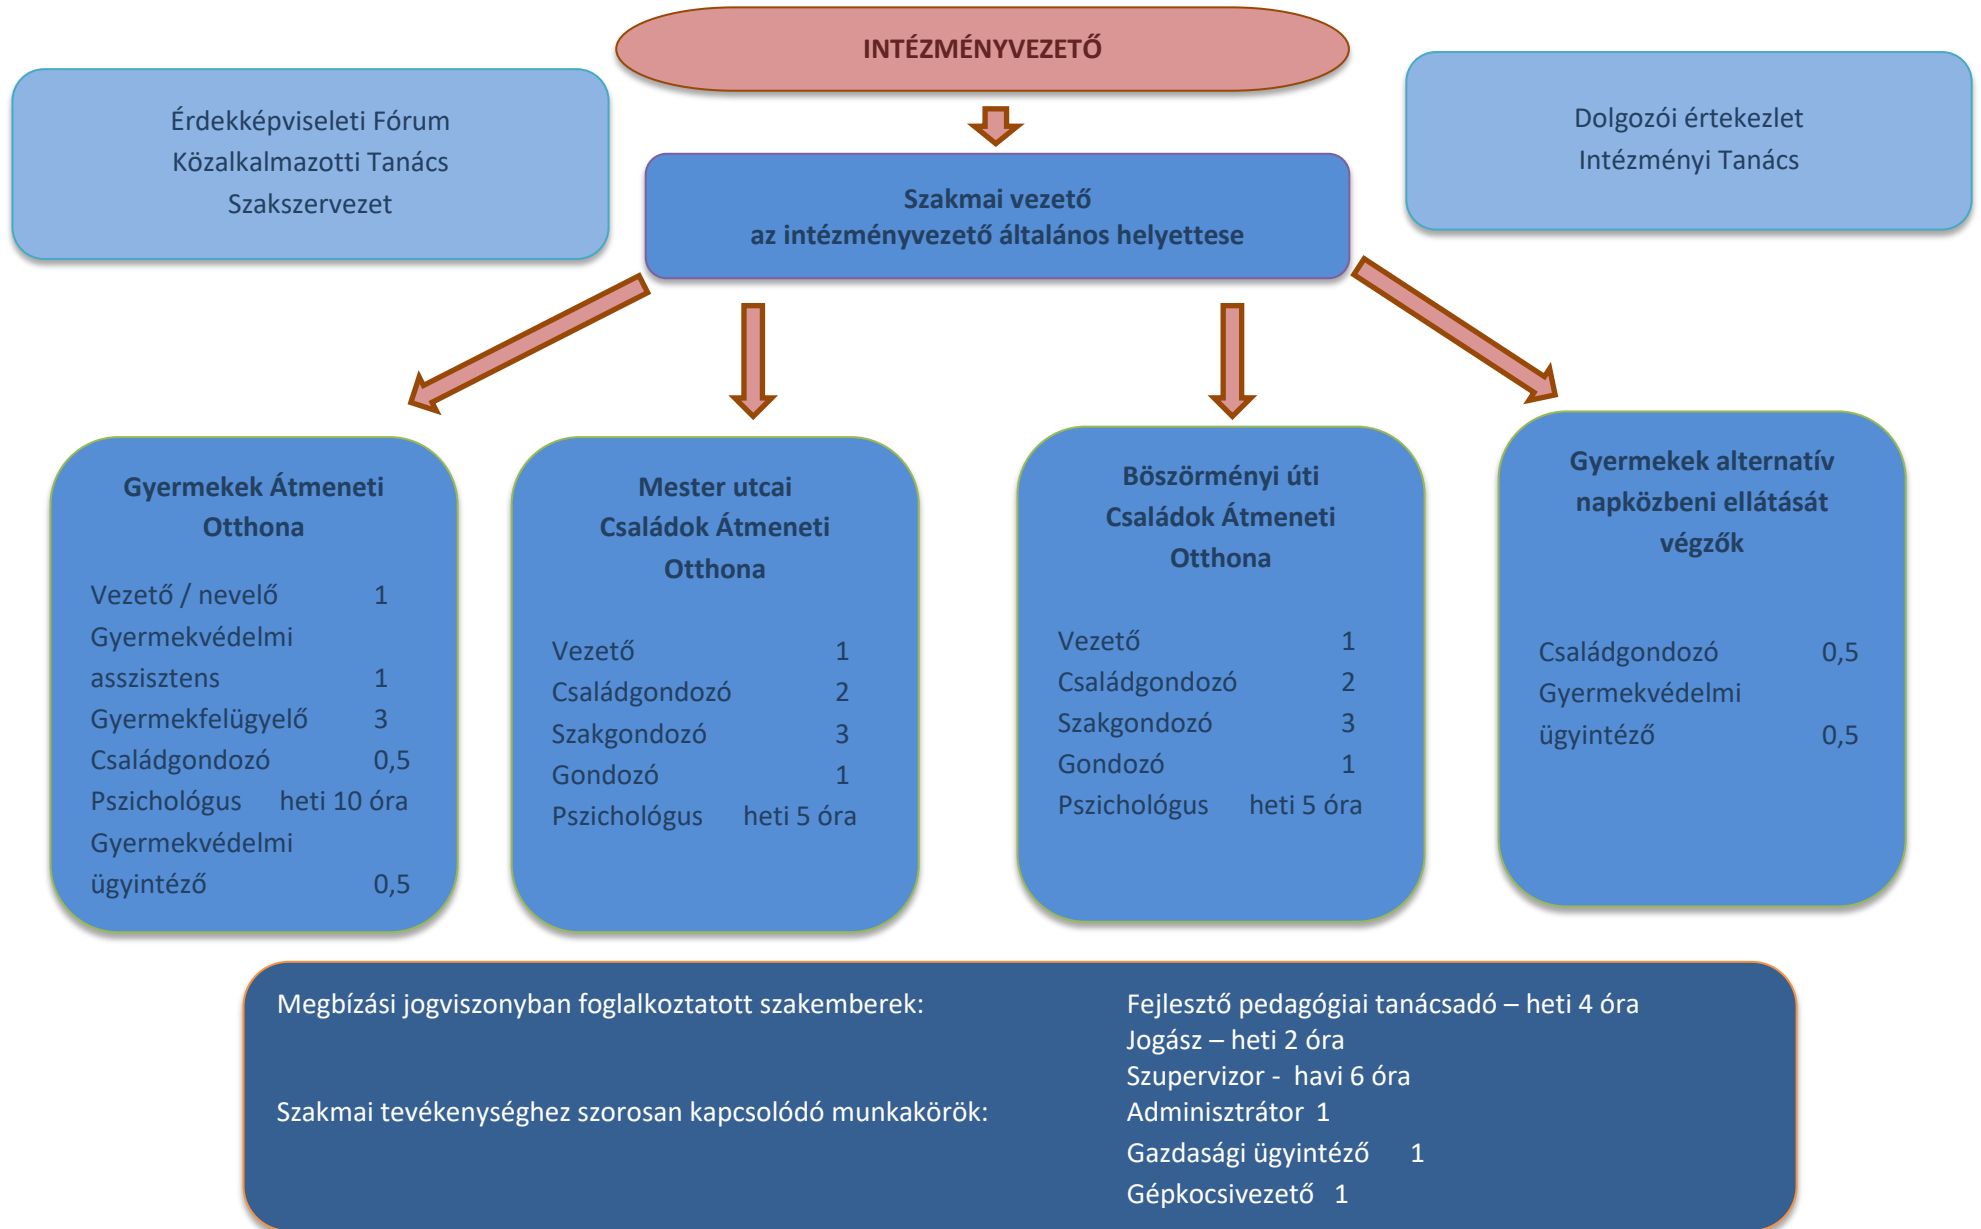 INTÉZMÉNYVEZETŐ
Érdekképviseleti Fórum
Közalkalmazotti Tanács
Szakszervezet
Dolgozói értekezlet
Intézményi Tanács
Szakmai vezető
az intézményvezető általános helyettese
Gyermekek Átmeneti
Otthona
Vezető / nevelő 1
Gyermekvédelmi
asszisztens 1
Gyermekfelügyelő 3
Családgondozó 0,5
Pszichológus heti 10 óra
Gyermekvédelmi
ügyintéző 0,5
Mester utcai
Családok Átmeneti
Otthona
Vezető 1
Családgondozó 2
Szakgondozó 3
Gondozó 1
Pszichológus heti 5 óra
Böszörményi úti
Családok Átmeneti
Otthona
Vezető 1
Családgondozó 2
Szakgondozó 3
Gondozó 1
Pszichológus heti 5 óra
Gyermekek alternatív
napközbeni ellátását
végzők
Családgondozó 0,5
Gyermekvédelmi
ügyintéző 0,5
Megbízási jogviszonyban foglalkoztatott szakemberek: Fejlesztő pedagógiai tanácsadó – heti 4 óra
Jogász – heti 2 óra
Szupervizor - havi 6 óra
Szakmai tevékenységhez szorosan kapcsolódó munkakörök: Adminisztrátor 1
Gazdasági ügyintéző 1
Gépkocsivezető 1